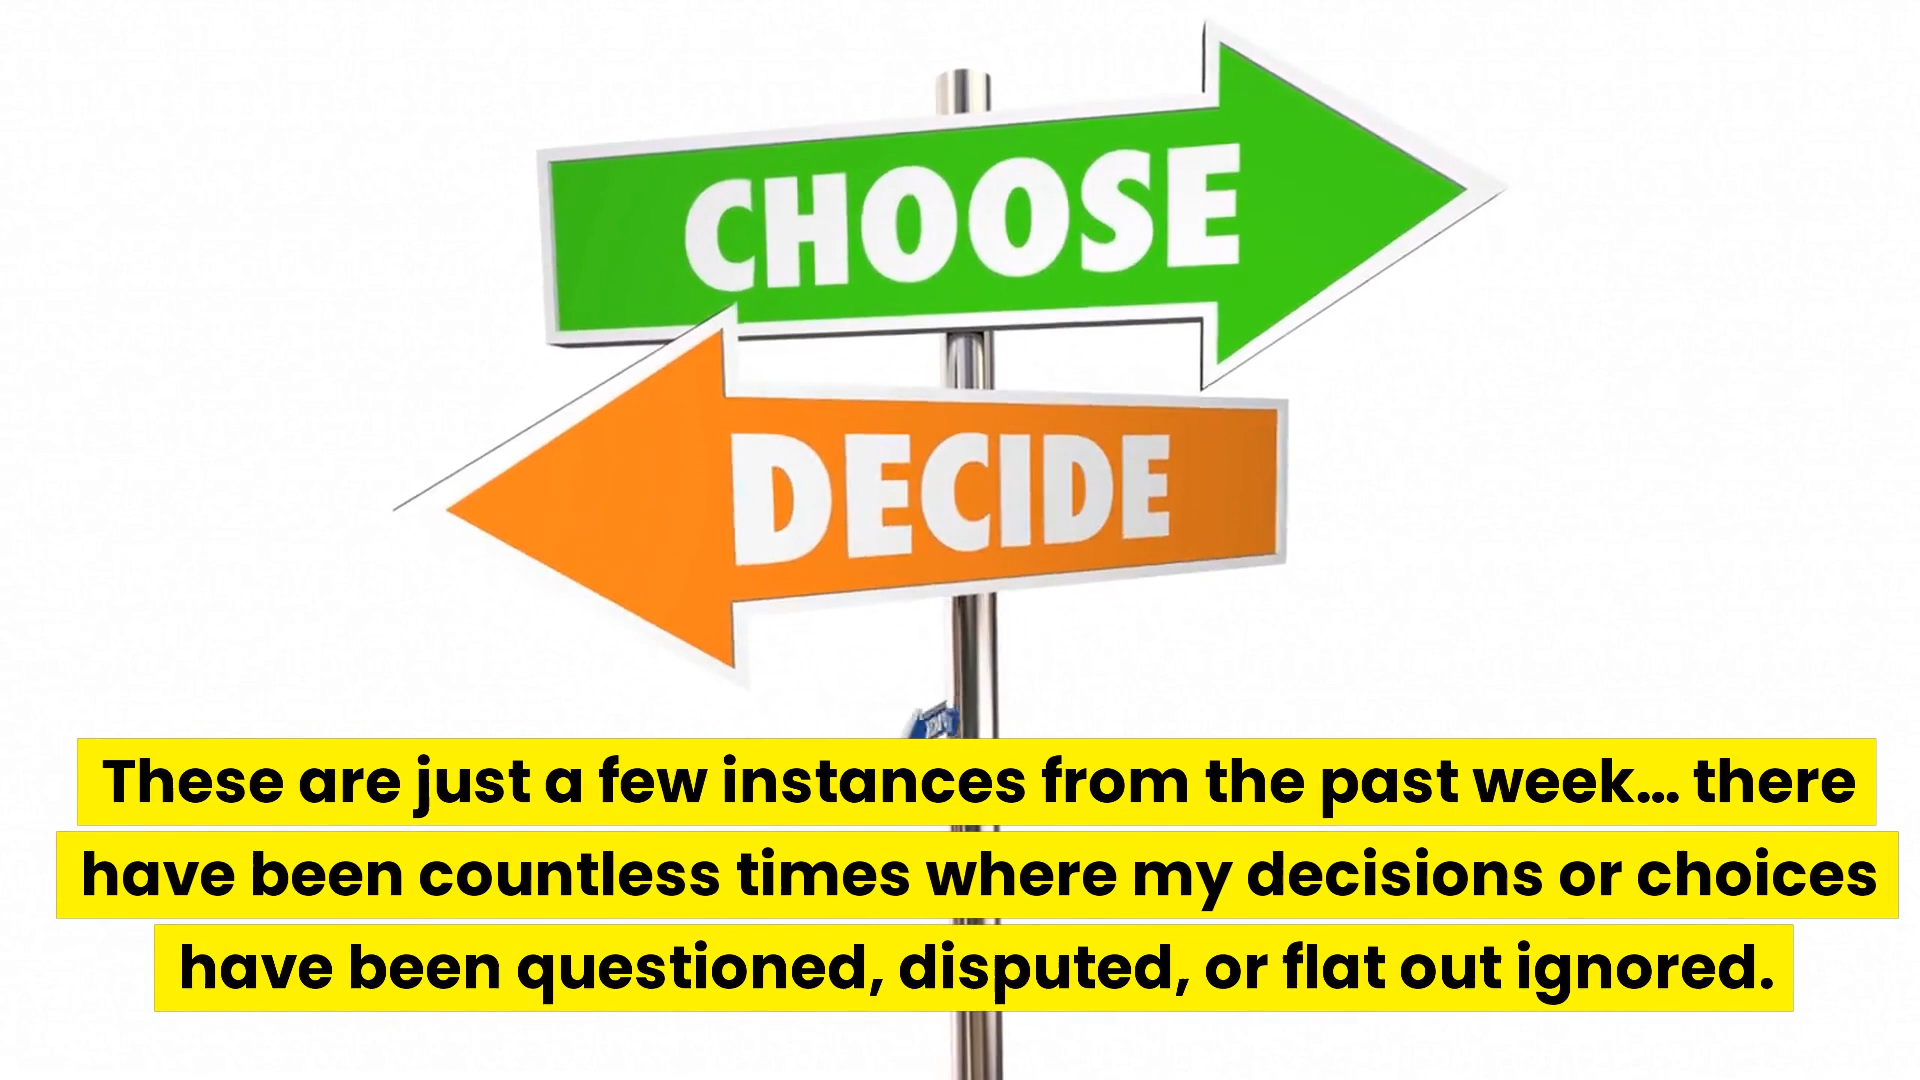 CHOOSE
DECIDE
These are just a few instances from the past week... there
have been countless times where my decisions or choices
have been questioned, disputed, or flat out ignored.